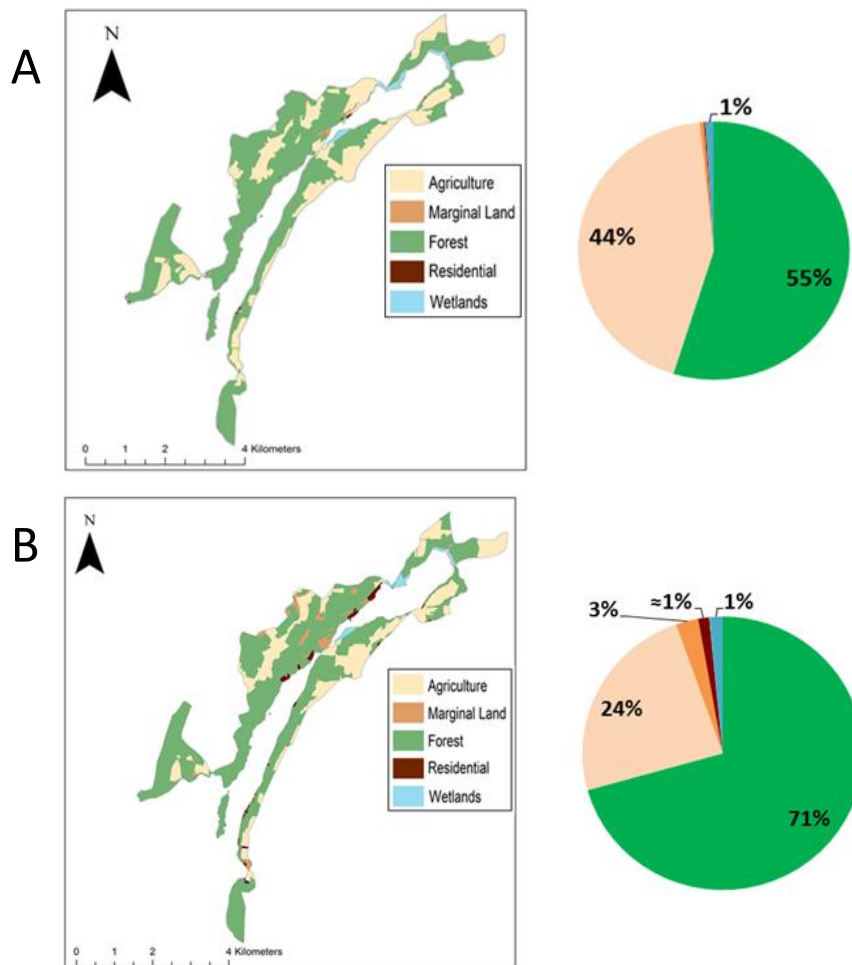 A
N
Agriculture
Marginal Land
Forest
Residential
Wetlands
0 1 2 4 Kilometers
1%
44%
55%
B
N
Agriculture
Marginal Land
Forest
Residential
Wetlands
0 1 2 4 Kilometers
3%
≈1%
1%
24%
71%